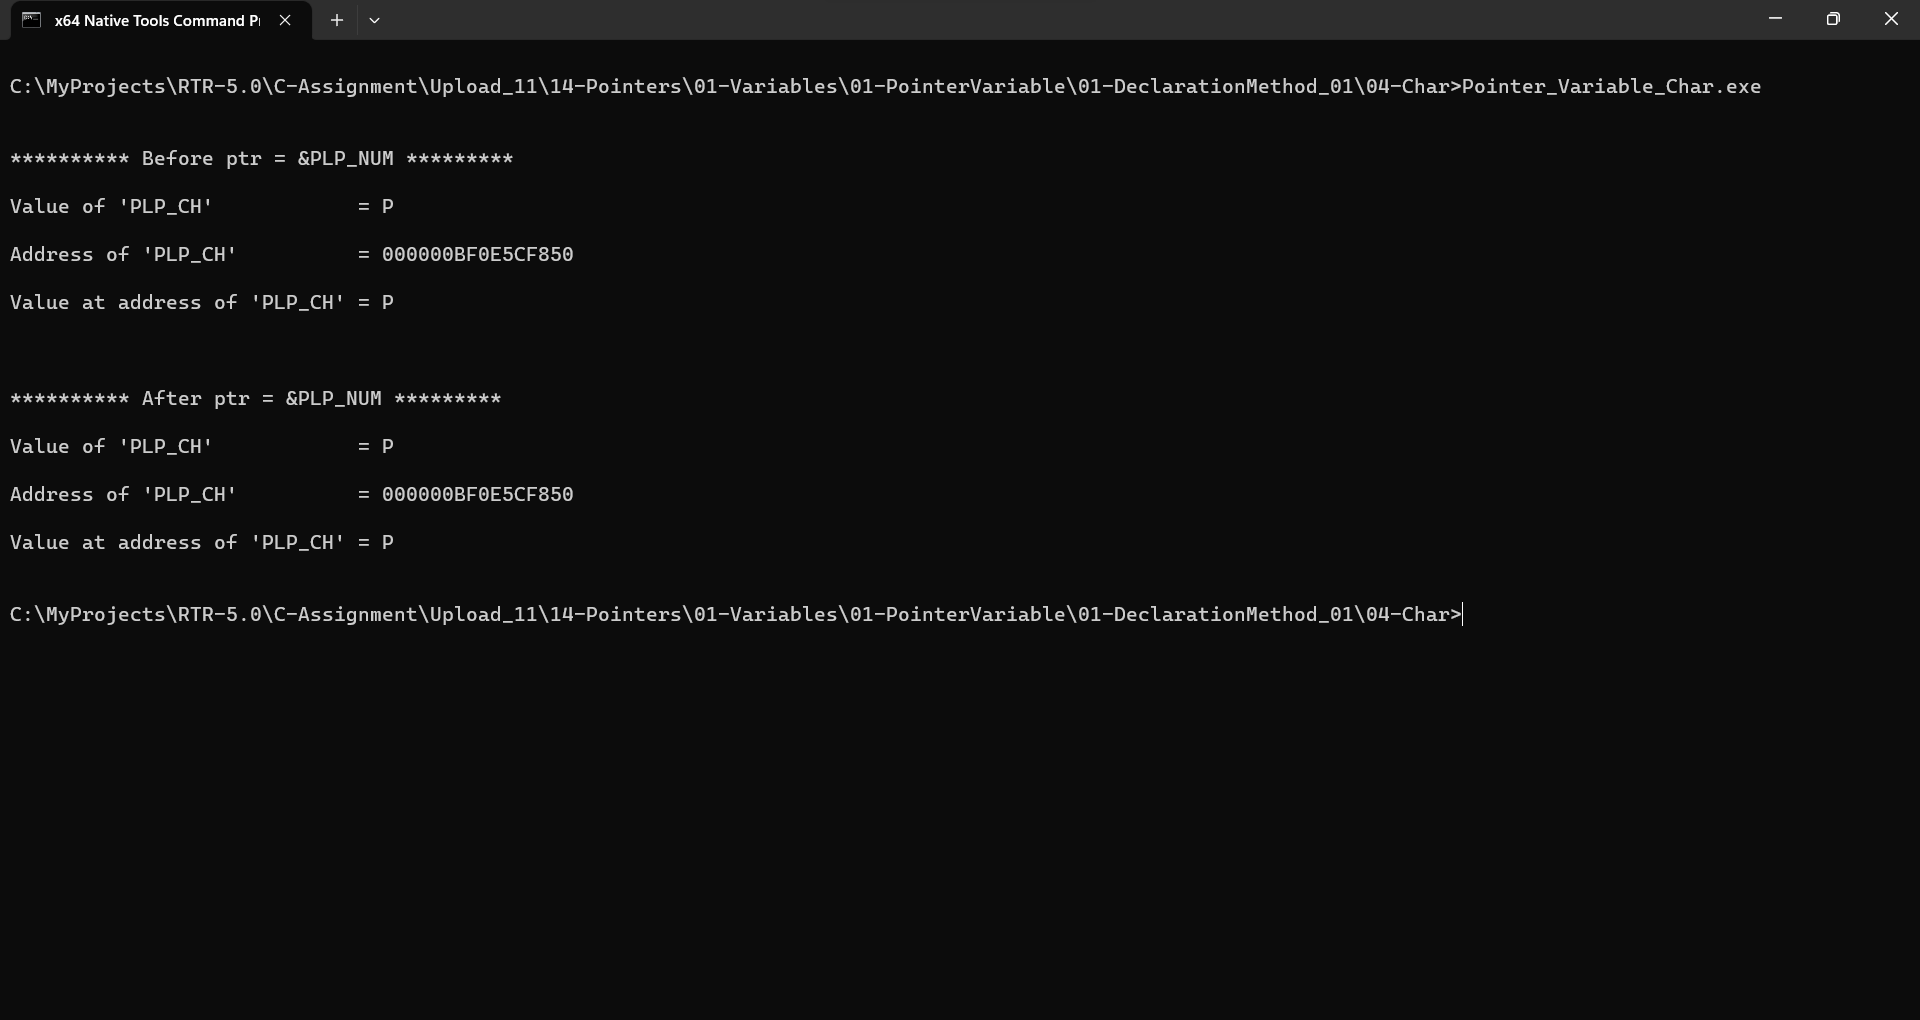 x64 Native Tools Command P
C:\MyProjects\RTR-5.0\C-Assignment\Upload_11\14-Pointers\01-Variables\01-PointerVariable\01-DeclarationMethod_01\04-Char>Pointer_Variable_Char.exe
********** Before ptr = &PLP_NUM *********
Value of 'PLP_CH'            = P
Address of 'PLP_CH'          = 000000BF0E5CF850
Value at address of 'PLP_CH' = P
********** After ptr = &PLP_NUM *********
Value of 'PLP_CH'            = P
Address of 'PLP_CH'          = 000000BF0E5CF850
Value at address of 'PLP_CH' = P
C:\MyProjects\RTR-5.0\C-Assignment\Upload_11\14-Pointers\01-Variables\01-PointerVariable\01-DeclarationMethod_01\04-Char>